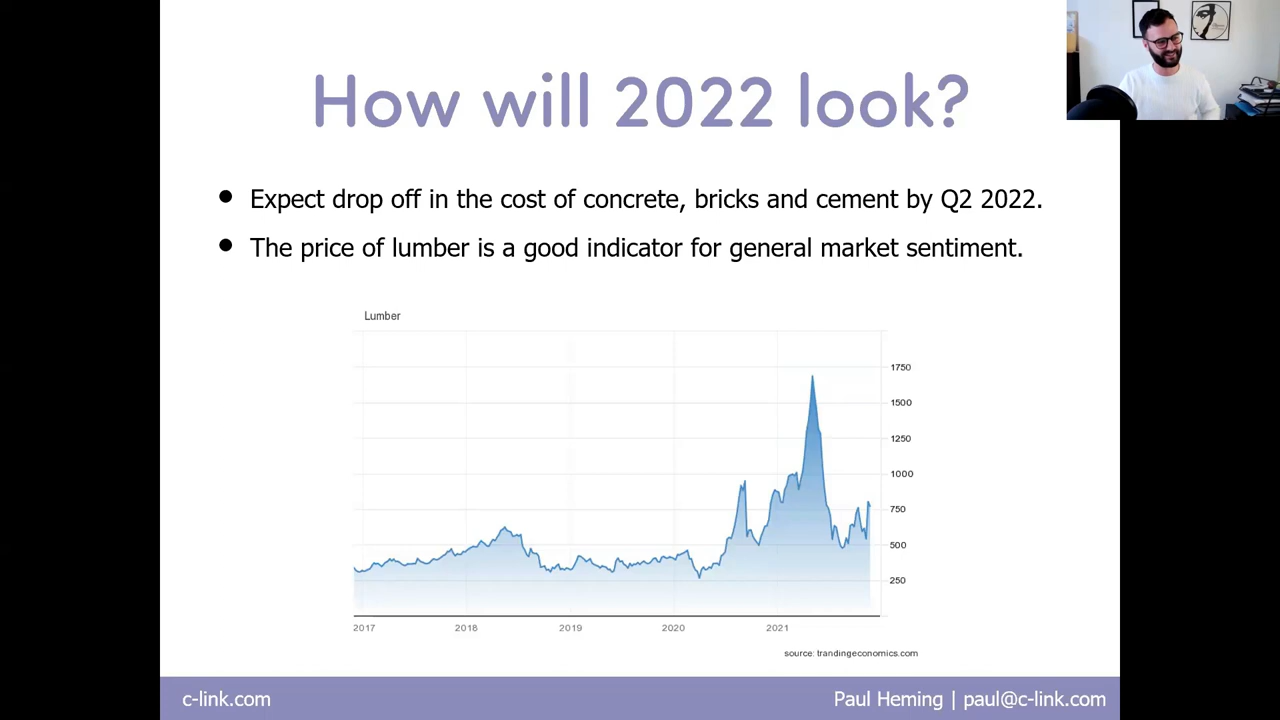 How will 2022 look?
Expect drop off in the cost of concrete, bricks and cement by Q2 2022.
The price of lumber is a good indicator for general market sentiment.
Lumber
1750
1500
1250
1000
750
500
250
2017 2018 2019 2020 2021
source: trandingeconomics.com
c-link.com
Paul Heming | paul@c-link.com